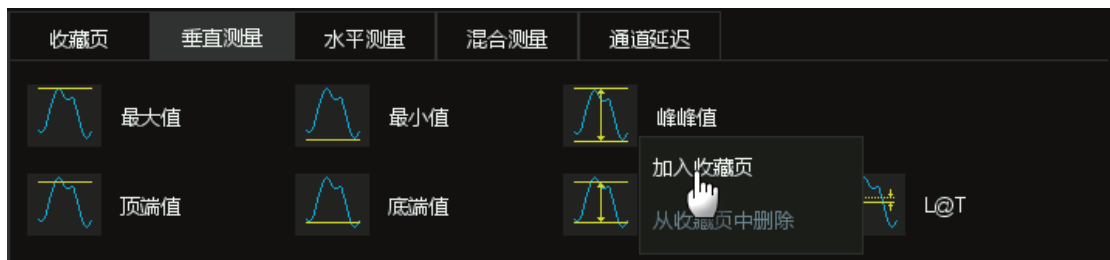 收藏页 垂直测量 水平测量 混合测量 通道延迟
最大值 最小值 峰峰值
加入收藏页
顶端值 底端值 L@T
从收藏页中删除